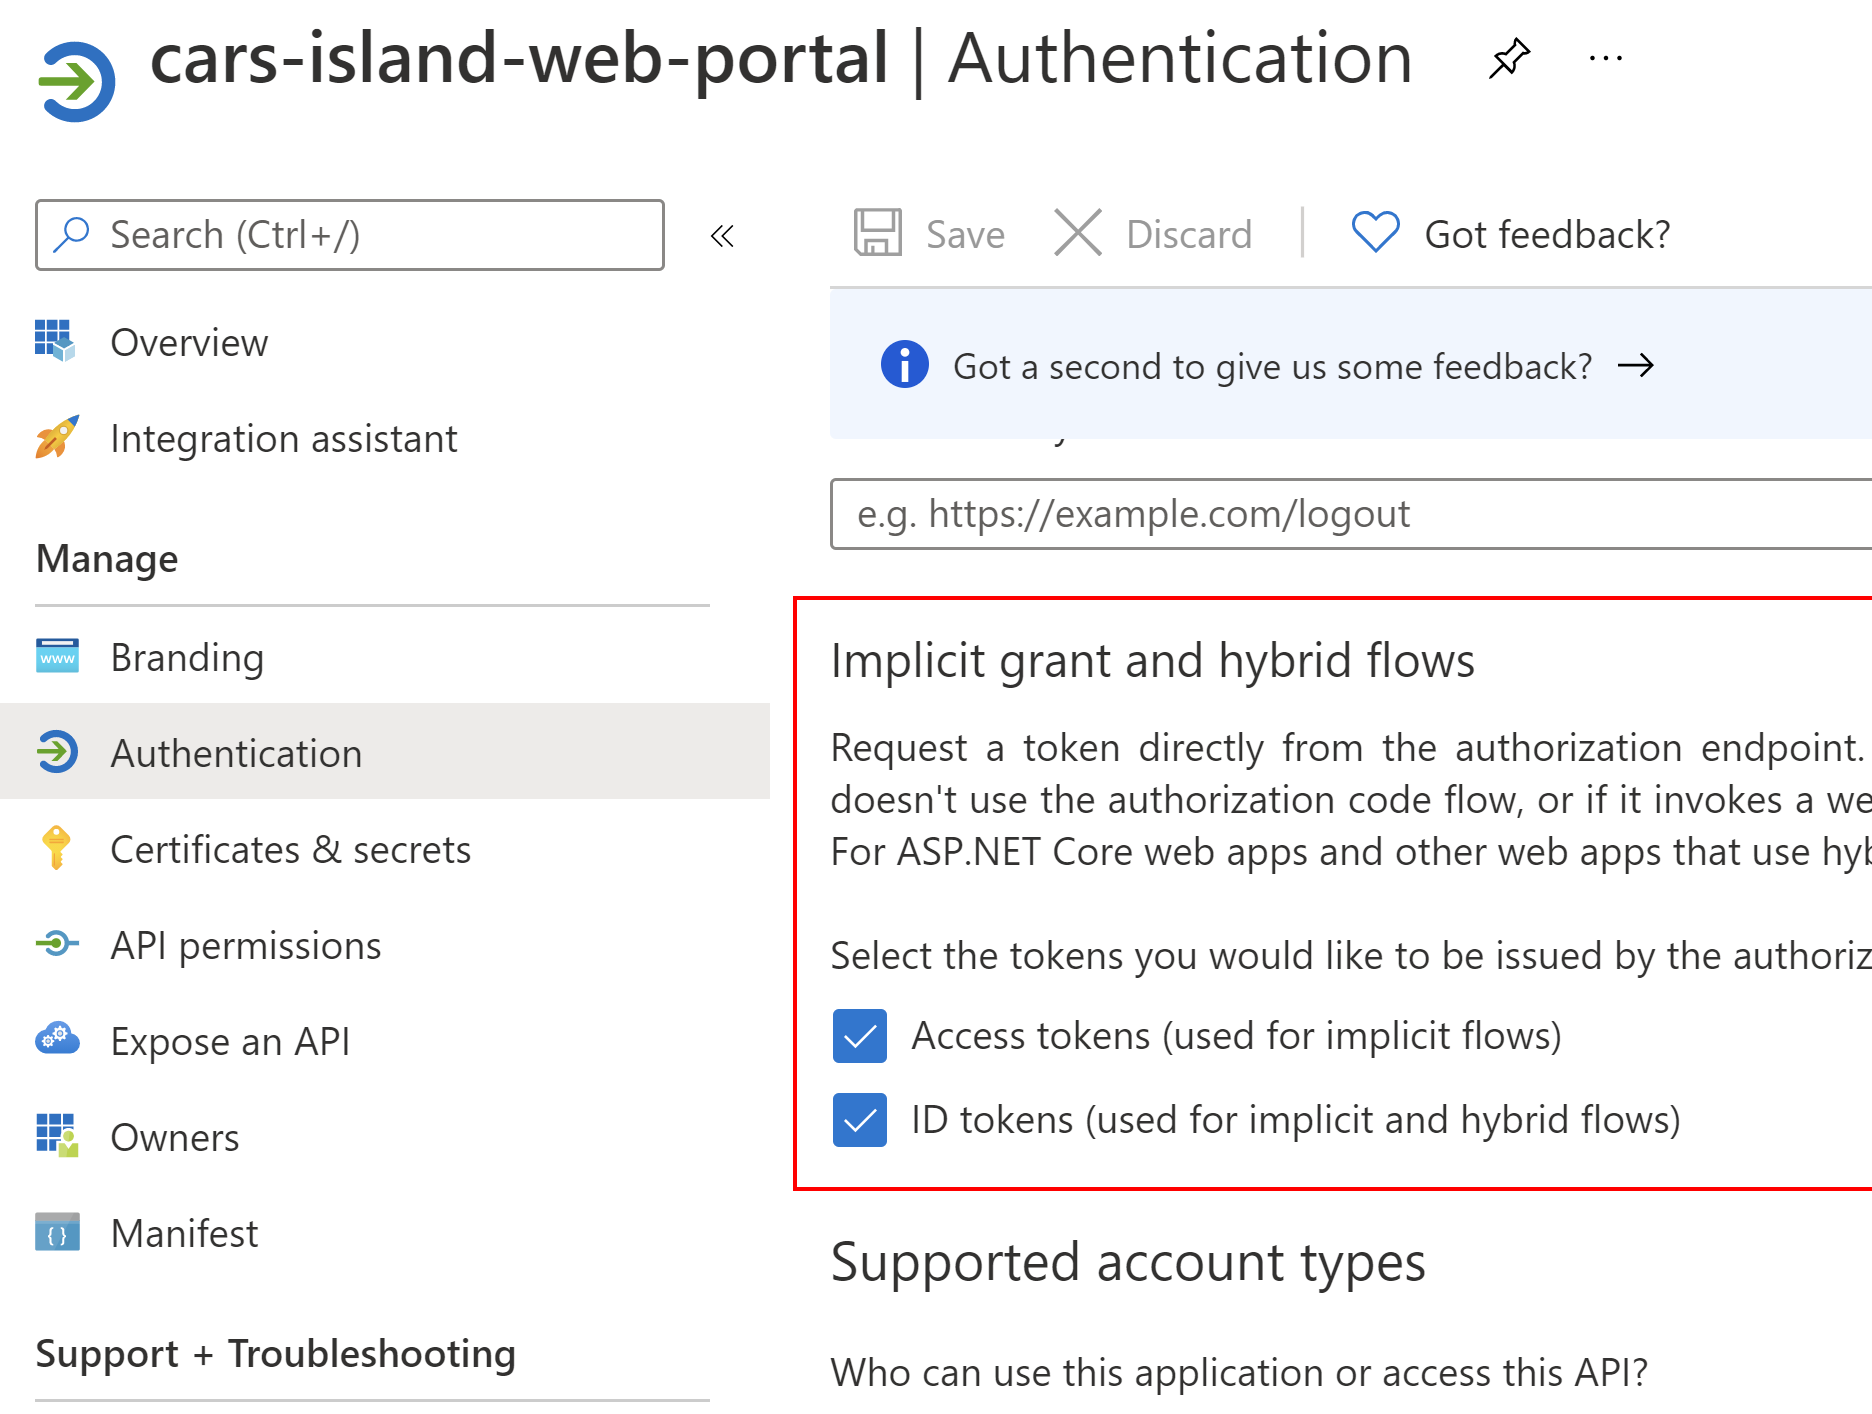 cars-island-web-portal | Authentication
Search (Ctrl+/)
Overview
Integration assistant
Manage
Branding
Authentication
Certificates & secrets
API permissions
Expose an API
Owners
Manifest
Support + Troubleshooting
Save
Discard
Got feedback?
Got a second to give us some feedback?
e.g. https://example.com/logout
Implicit grant and hybrid flows
Request a token directly from the authorization endpoint.
doesn't use the authorization code flow, or if it invokes a we
For ASP.NET Core web apps and other web apps that use hyb
Select the tokens you would like to be issued by the authoriz
Access tokens (used for implicit flows)
ID tokens (used for implicit and hybrid flows)
Supported account types
Who can use this application or access this API?